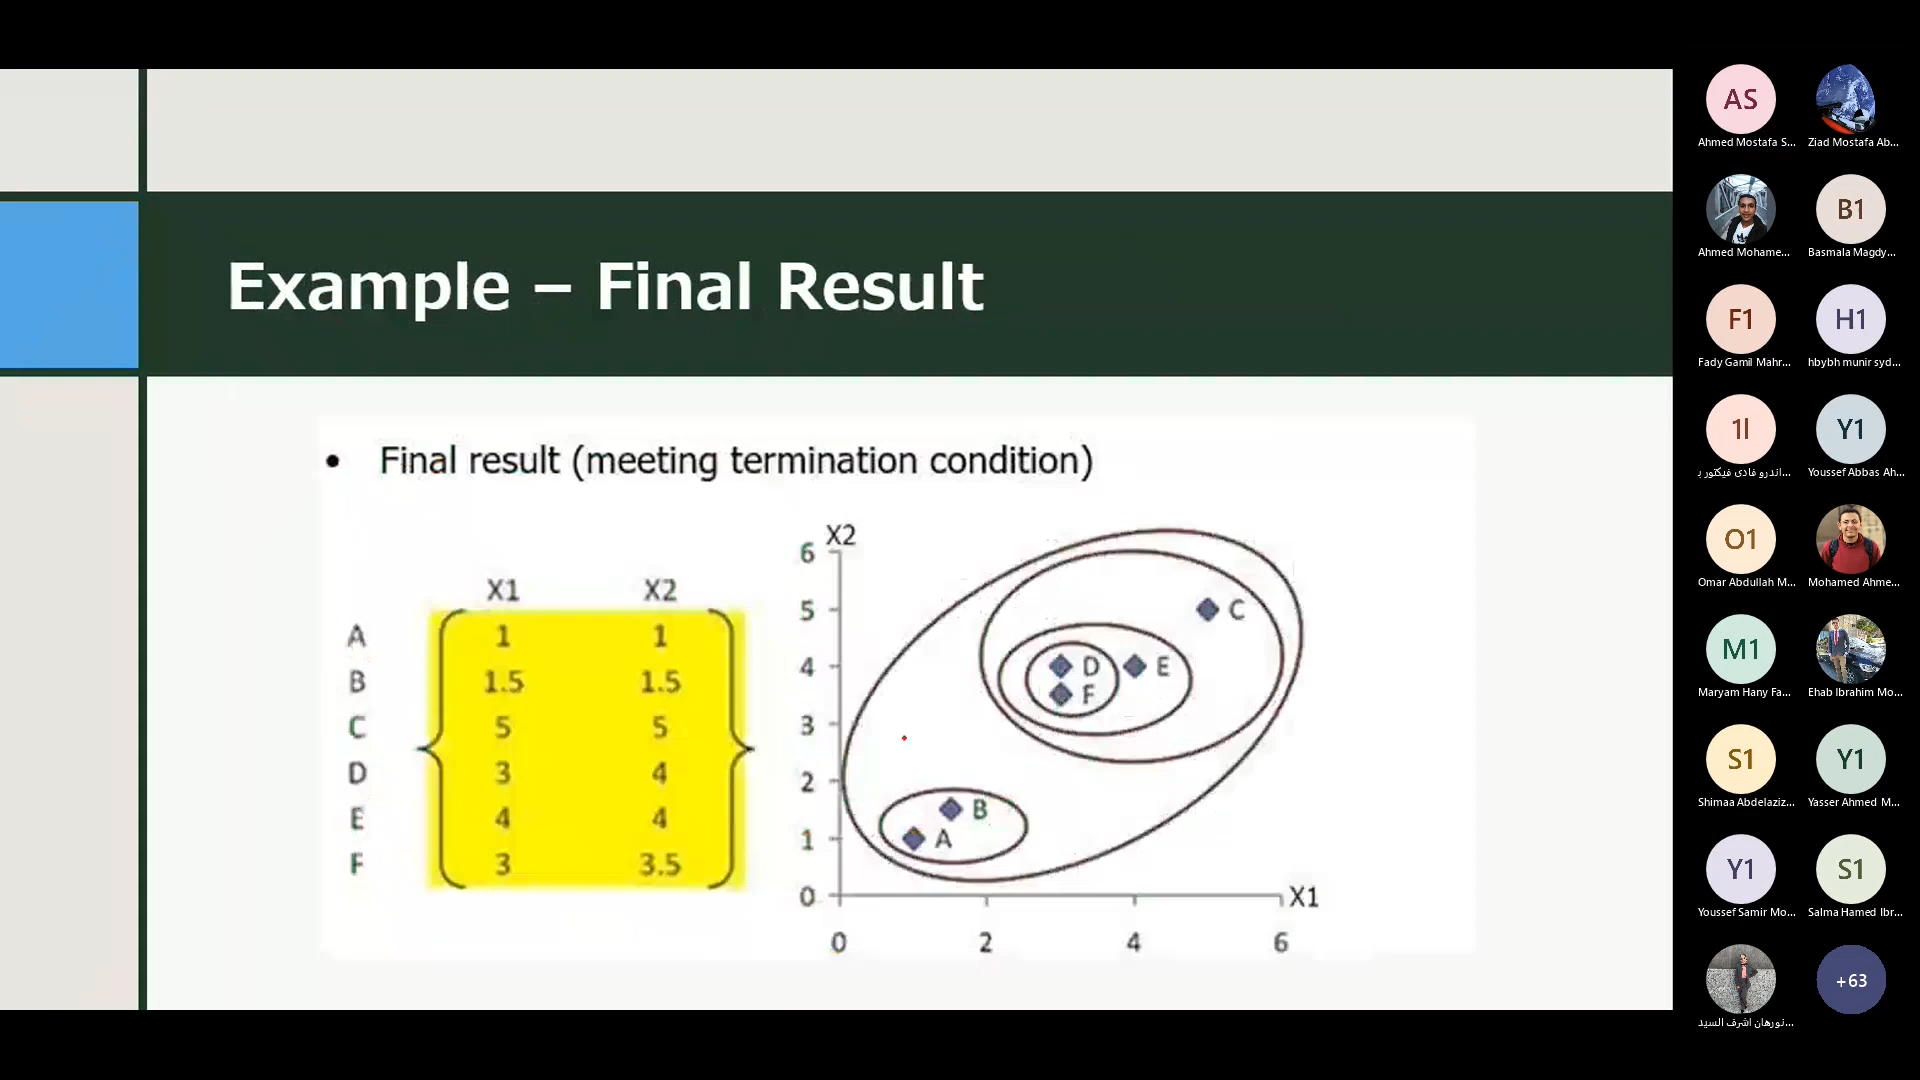 Example – Final Result
• Final result (meeting termination condition)
X1 X2
A 1 1
B 1.5 1.5
C 5 5
D 3 4
E 4 4
F 3 3.5
X2
6
5
4
3
2
1
0
C
D
E
F
B
A
X1
0 2 4 6
AS
Ahmed Mostafa S...
Ziad Mostafa Ab...
Ahmed Mohame...
B1
Basmala Magdy...
F1
Fady Gamil Mahr...
H1
hbybh munir syd...
1ا
اندرو فادى فيكتور ب...
Y1
Youssef Abbas Ah...
O1
Omar Abdullah M...
Mohamed Ahme...
M1
Maryam Hany Fa...
Ehab Ibrahim Mo...
S1
Shimaa Abdelaziz...
Y1
Yasser Ahmed M...
Y1
Youssef Samir Mo...
S1
Salma Hamed Ibr...
نورهان اشرف السيد...
+63